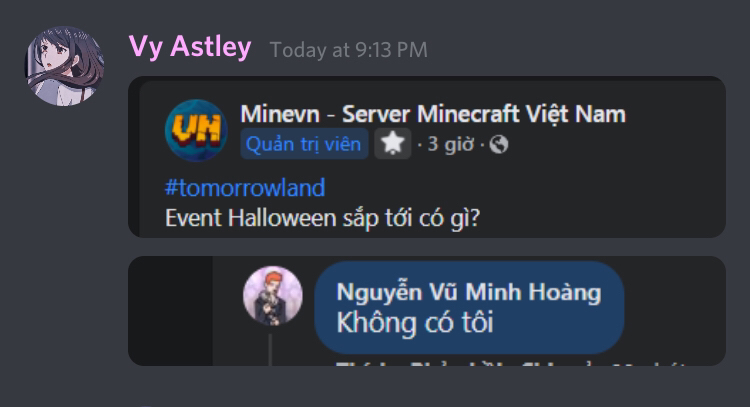 Vy Astley Today at 9:13 PM
VN
Minevn - Server Minecraft Việt Nam
Quản trị viên · 3 giờ ·
#tomorrowland
Event Halloween sắp tới có gì?
Nguyễn Vũ Minh Hoàng
Không có tôi